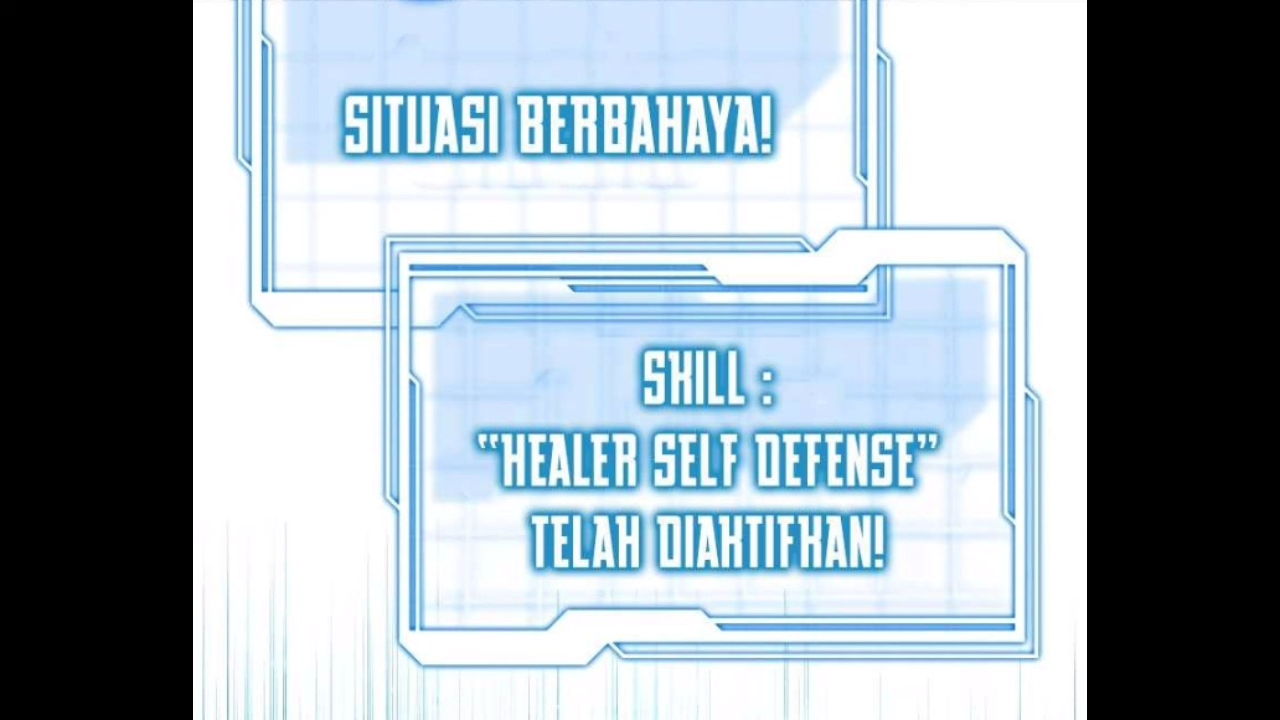 SITUASI BERBAHAYA!
SKILL :
“HEALER SELF DEFENSE”
TELAH DIAKTIFKAN!